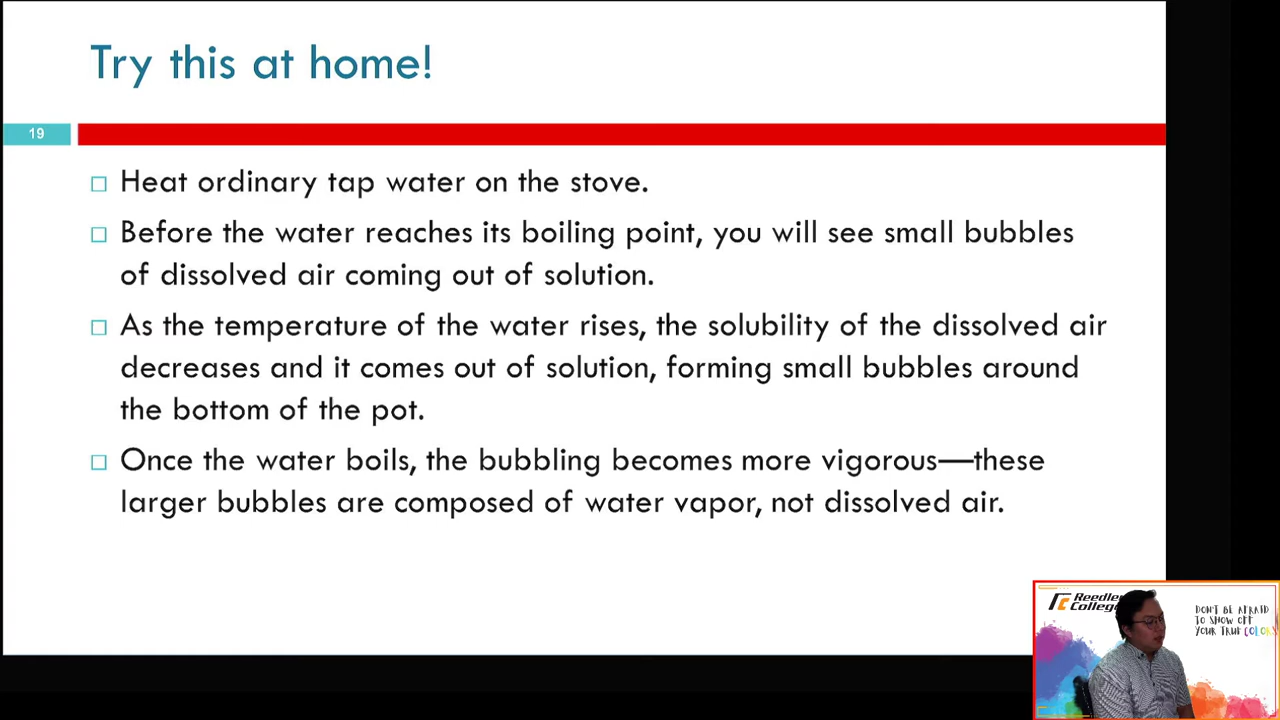 Try this at home!
19
Heat ordinary tap water on the stove.
Before the water reaches its boiling point, you will see small bubbles
of dissolved air coming out of solution.
As the temperature of the water rises, the solubility of the dissolved air
decreases and it comes out of solution, forming small bubbles around
the bottom of the pot.
Once the water boils, the bubbling becomes more vigorous—these
larger bubbles are composed of water vapor, not dissolved air.
Reedley
College
DON'T BE AFRAID
TO SHOW OFF
YOUR TRUE COLORS